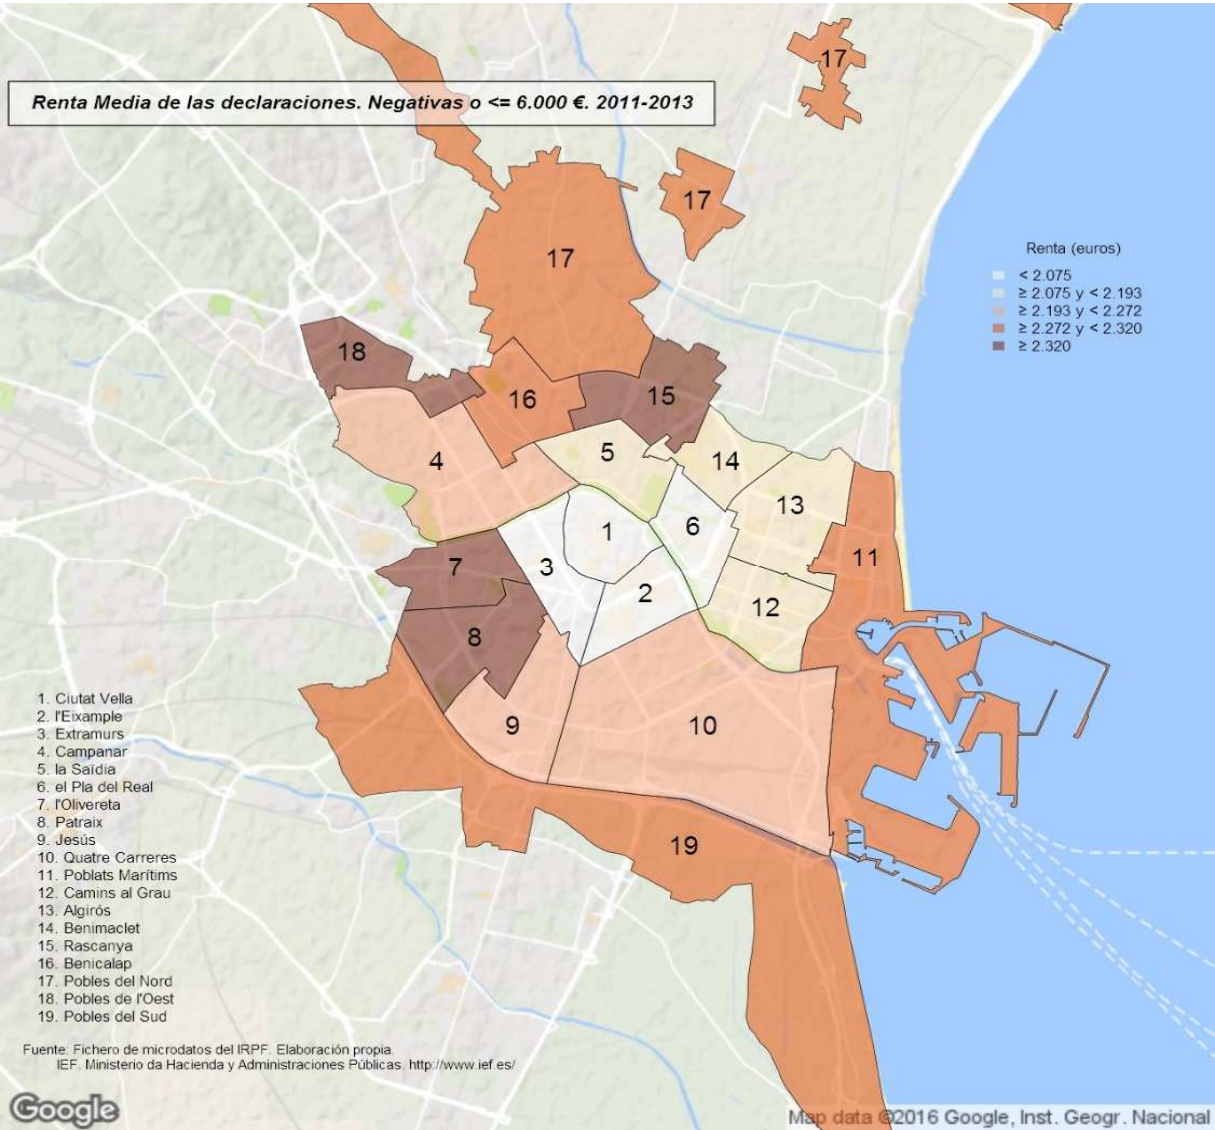 17
Renta Media de las declaraciones. Negativas o <= 6.000 €. 2011-2013
17
17
Renta (euros)
< 2.075
≥ 2.075 y < 2.193
≥ 2.193 y < 2.272
≥ 2.272 y < 2.320
≥ 2.320
18
16
15
5
4
14
13
1
6
11
7
3
2
12
8
9
10
19
1. Ciutat Vella
2. l'Eixample
3. Extramurs
4. Campanar
5. la Saïdia
6. el Pla del Real
7. l'Olivereta
8. Patraix
9. Jesús
10. Quatre Carreres
11. Poblats Marítims
12. Camins al Grau
13. Algirós
14. Benimaclet
15. Rascanya
16. Benicalap
17. Pobles del Nord
18. Pobles de l'Oest
19. Pobles del Sud
Fuente: Fichero de microdatos del IRPF. Elaboración propia.
IEF. Ministerio da Hacienda y Administraciones Públicas. http://www.ief.es/
Google
Map data ©2016 Google, Inst. Geogr. Nacional